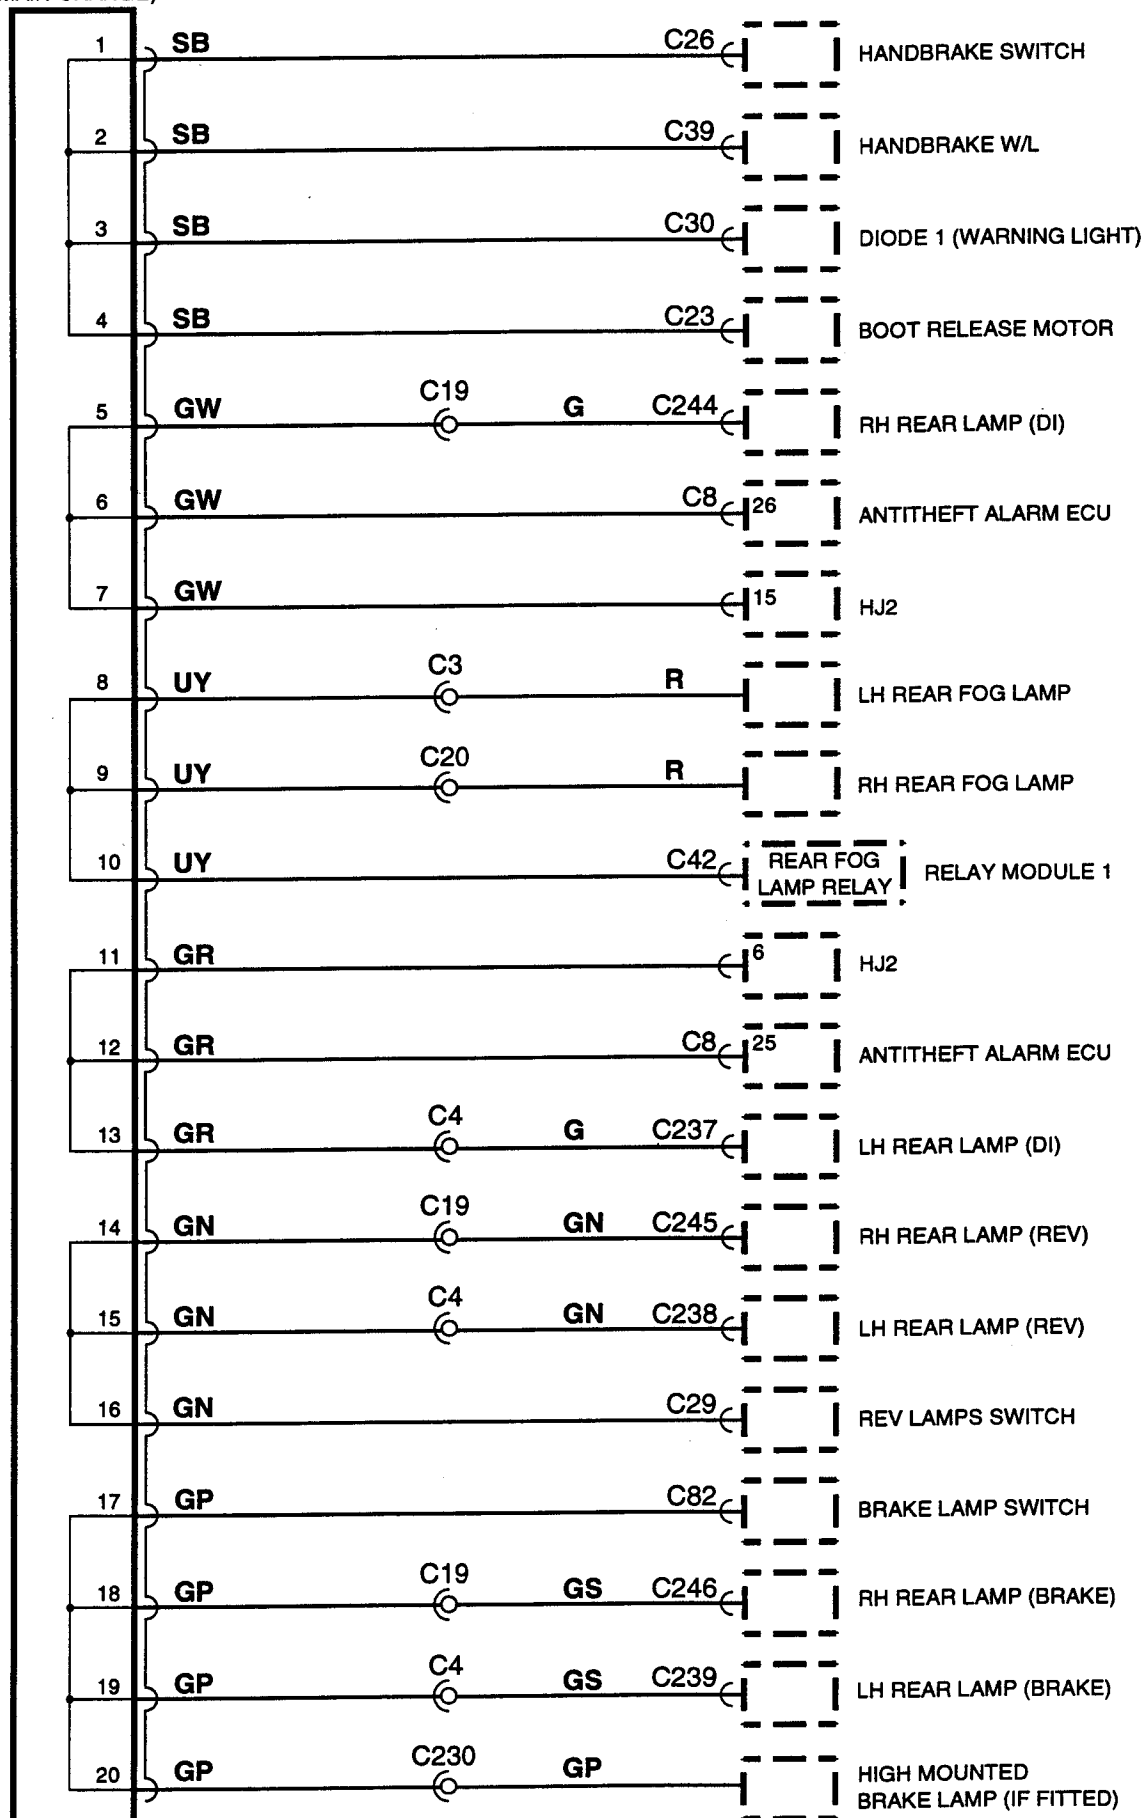 1 SB C26 HANDBRAKE SWITCH
2 SB C39 HANDBRAKE W/L
3 SB C30 DIODE 1 (WARNING LIGHT)
4 SB C23 BOOT RELEASE MOTOR
5 GW C19 G C244 RH REAR LAMP (DI)
6 GW C8 26 ANTITHEFT ALARM ECU
7 GW 15 HJ2
8 UY C3 R LH REAR FOG LAMP
9 UY C20 R RH REAR FOG LAMP
10 UY C42 REAR FOG
LAMP RELAY RELAY MODULE 1
11 GR 6 HJ2
12 GR C8 25 ANTITHEFT ALARM ECU
13 GR C4 G C237 LH REAR LAMP (DI)
14 GN C19 GN C245 RH REAR LAMP (REV)
15 GN C4 GN C238 LH REAR LAMP (REV)
16 GN C29 REV LAMPS SWITCH
17 GP C82 BRAKE LAMP SWITCH
18 GP C19 GS C246 RH REAR LAMP (BRAKE)
19 GP C4 GS C239 LH REAR LAMP (BRAKE)
20 GP C230 GP HIGH MOUNTED
BRAKE LAMP (IF FITTED)